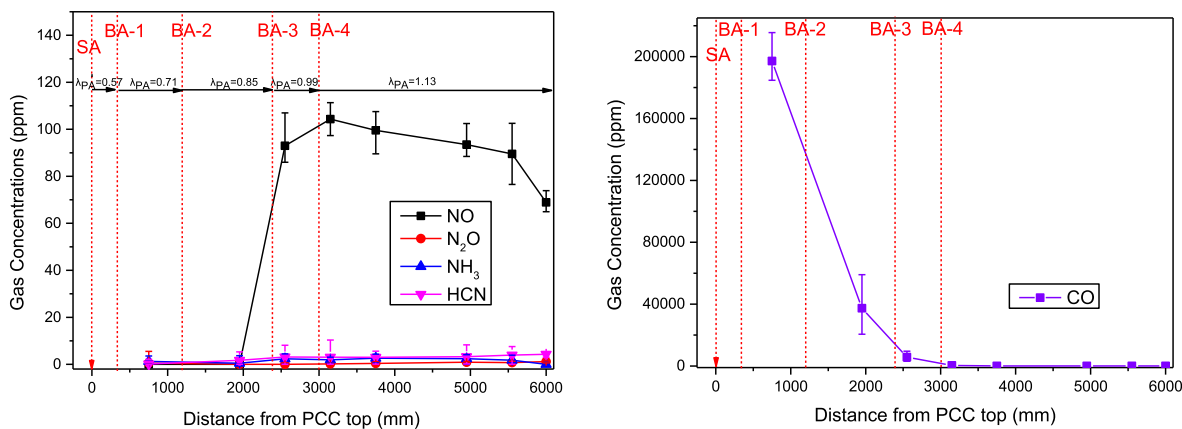 140
120
100
80
60
40
20
0
Gas Concentrations (ppm)
SA
BA-1
BA-2
BA-3
BA-4
λPA=0.57
λPA=0.71
λPA=0.85
λPA=0.99
λPA=1.13
NO
N2O
NH3
HCN
0 1000 2000 3000 4000 5000 6000
Distance from PCC top (mm)
200000
160000
120000
80000
40000
0
Gas Concentration (ppm)
SA
BA-1
BA-2
BA-3
BA-4
CO
0 1000 2000 3000 4000 5000 6000
Distance from PCC top (mm)